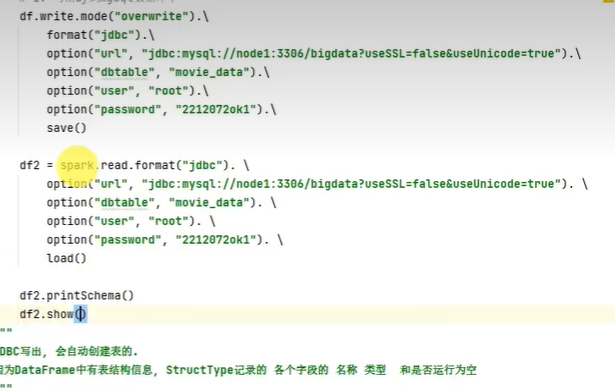 df.write.mode("overwrite").\
format("jdbc").\
option("url", "jdbc:mysql://node1:3306/bigdata?useSSL=false&useUnicode=true").\
option("dbtable", "movie_data").\
option("user", "root").\
option("password", "2212072ok1").\
save()
df2 = spark.read.format("jdbc"). \
option("url", "jdbc:mysql://node1:3306/bigdata?useSSL=false&useUnicode=true"). \
option("dbtable", "movie_data"). \
option("user", "root"). \
option("password", "2212072ok1"). \
load()
df2.printSchema()
df2.show()
""
DBC写出, 会自动创建表的.
因为DataFrame中有表结构信息, StructType记录的 各个字段的 名称 类型 和是否运行为空
""